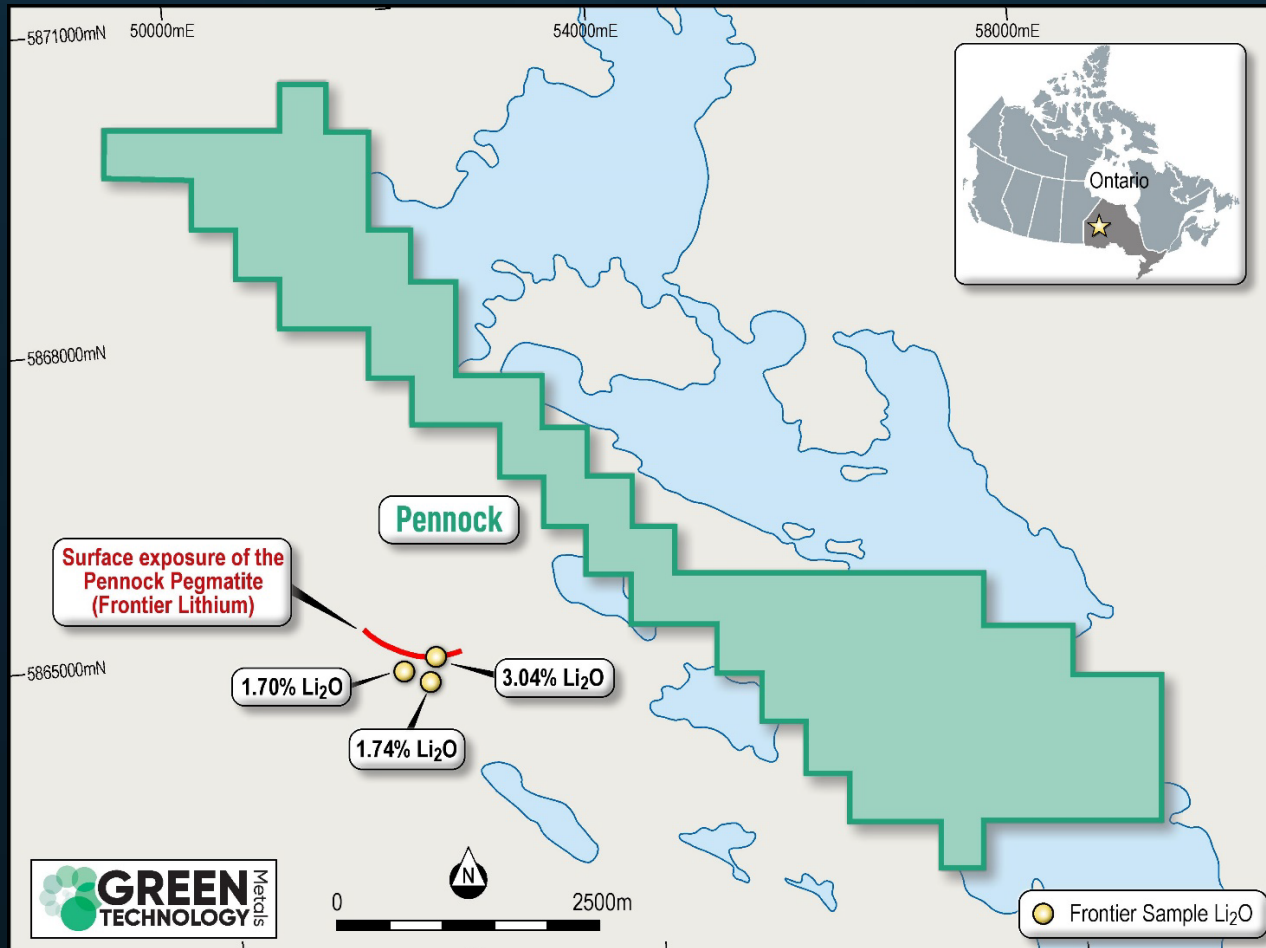 5871000mN
50000mE
54000mE
58000mE
Ontario
5868000mN
Pennock
Surface exposure of the
Pennock Pegmatite
(Frontier Lithium)
5865000mN
1.70% Li₂O
3.04% Li₂O
1.74% Li₂O
GREEN
TECHNOLOGY
Metals
N
0
2500m
Frontier Sample Li₂O